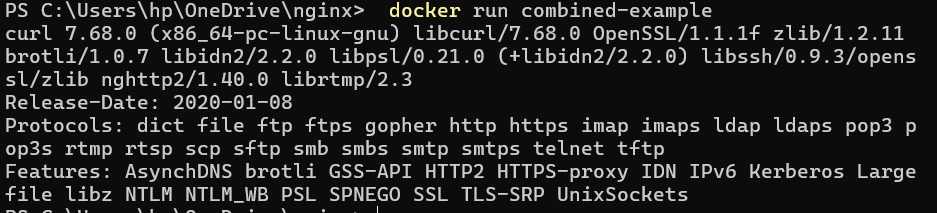 PS C:\Users\hp\OneDrive\nginx>  docker run combined-example
curl 7.68.0 (x86_64-pc-linux-gnu) libcurl/7.68.0 OpenSSL/1.1.1f zlib/1.2.11
brotli/1.0.7 libidn2/2.2.0 libpsl/0.21.0 (+libidn2/2.2.0) libssh/0.9.3/opens
sl/zlib nghttp2/1.40.0 librtmp/2.3
Release-Date: 2020-01-08
Protocols: dict file ftp ftps gopher http https imap imaps ldap ldaps pop3 p
op3s rtmp rtsp scp sftp smb smbs smtp smtps telnet tftp
Features: AsynchDNS brotli GSS-API HTTP2 HTTPS-proxy IDN IPv6 Kerberos Large
file libz NTLM NTLM_WB PSL SPNEGO SSL TLS-SRP UnixSockets
PS C:\Users\hp\OneDrive\nginx>